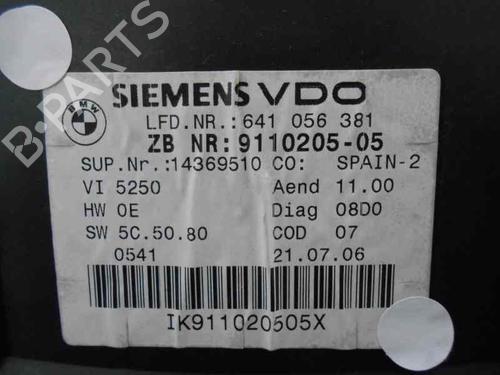 BMW
SIEMENS VDO
LFD.NR.:641 056 381
ZB NR:9110205-05
SUP.Nr.:14369510 CO: SPAIN-2
VI 5250 Aend 11.00
HW 0E Diag 08D0
SW 5C.50.80 COD 07
0541 21.07.06
IK911020505X
B-PARTS